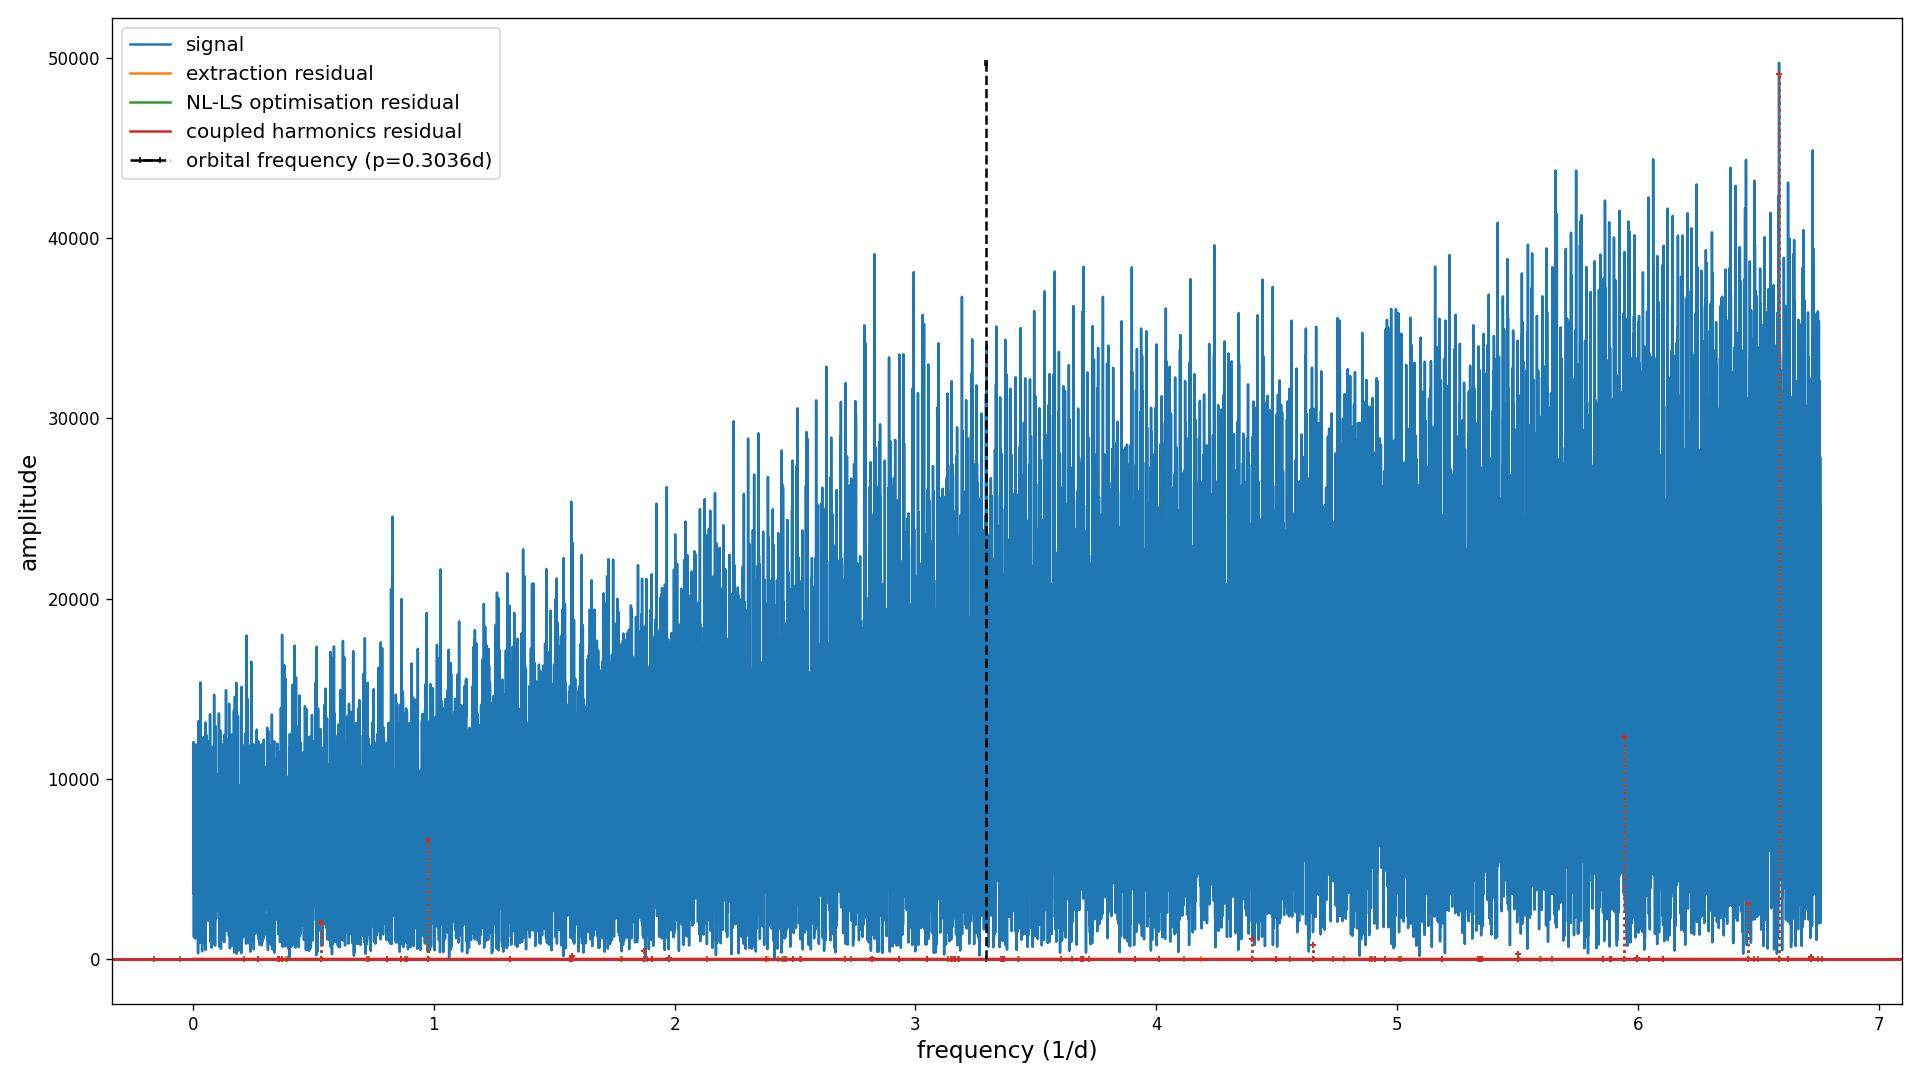 50000
40000
30000
20000
10000
0
amplitude
signal
extraction residual
NL-LS optimisation residual
coupled harmonics residual
orbital frequency (p=0.3036d)
0 1 2 3 4 5 6 7
frequency (1/d)